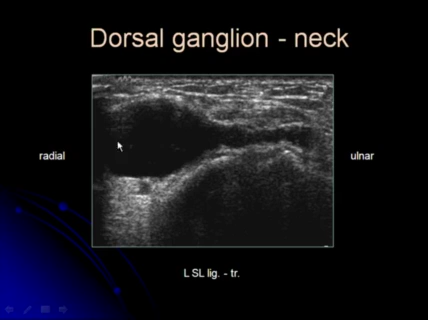 Dorsal ganglion - neck
radial
ulnar
L SL lig. - tr.